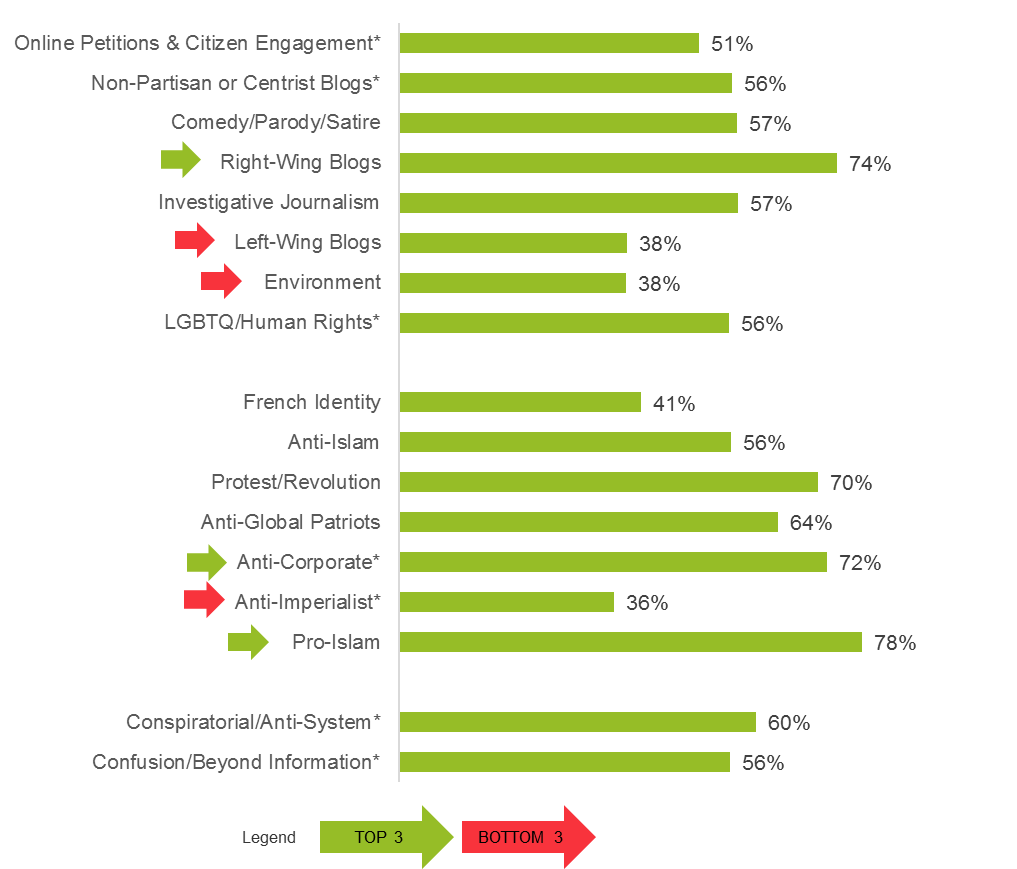 Online Petitions & Citizen Engagement* 51%
Non-Partisan or Centrist Blogs* 56%
Comedy/Parody/Satire 57%
Right-Wing Blogs 74%
Investigative Journalism 57%
Left-Wing Blogs 38%
Environment 38%
LGBTQ/Human Rights* 56%
French Identity 41%
Anti-Islam 56%
Protest/Revolution 70%
Anti-Global Patriots 64%
Anti-Corporate* 72%
Anti-Imperialist* 36%
Pro-Islam 78%
Conspiratorial/Anti-System* 60%
Confusion/Beyond Information* 56%
Legend TOP 3 BOTTOM 3